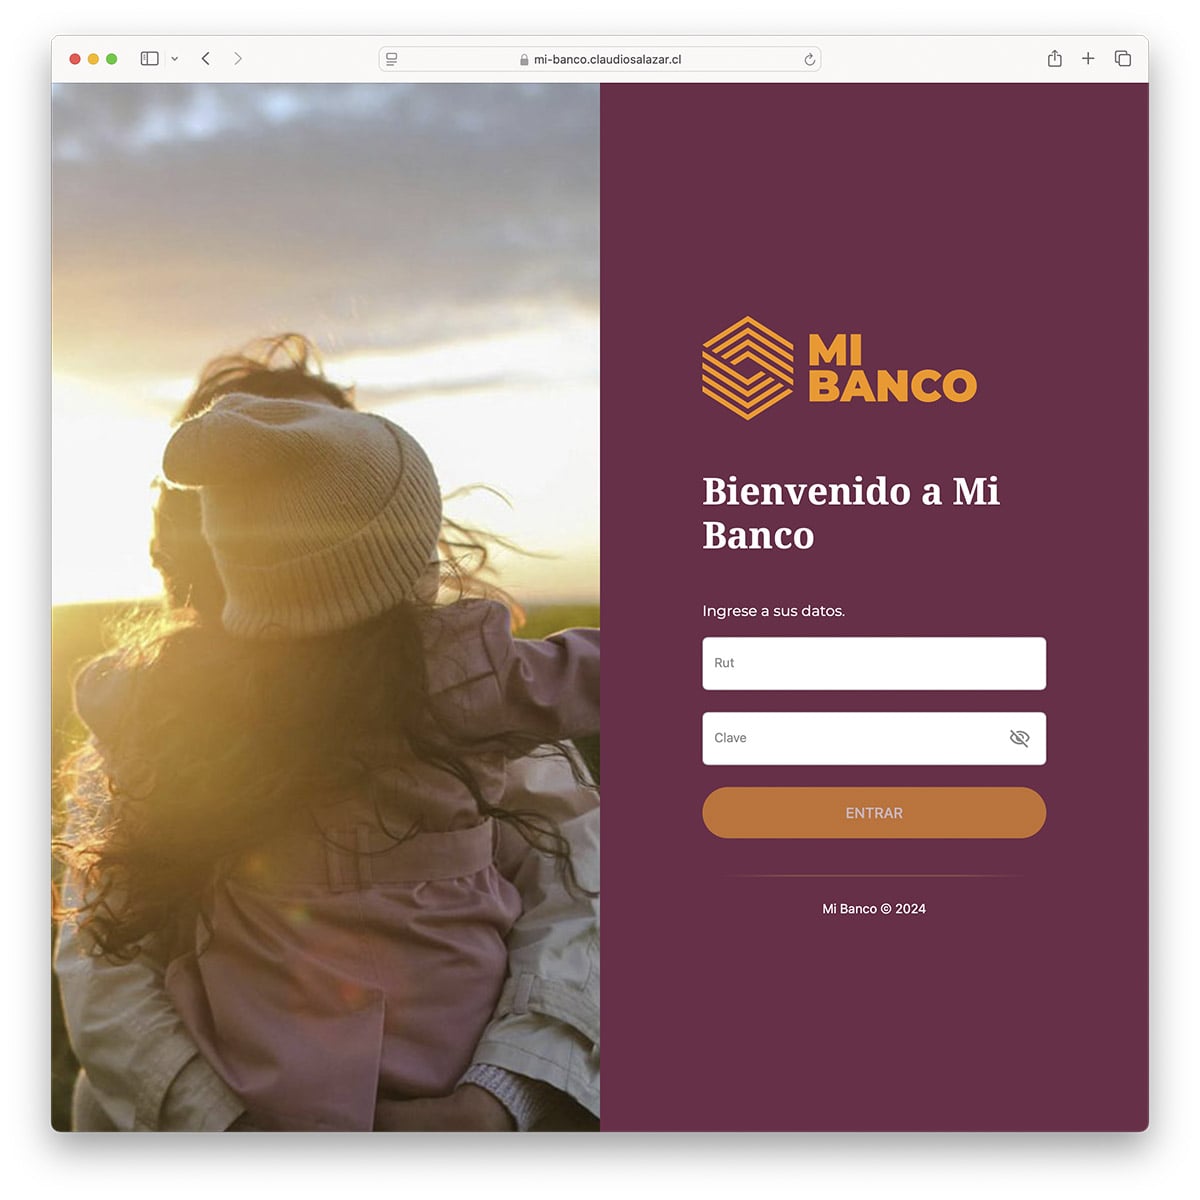 mi-banco.claudiosalazar.cl
MI
BANCO
Bienvenido a Mi
Banco
Ingrese a sus datos.
Rut
Clave
ENTRAR
Mi Banco © 2024